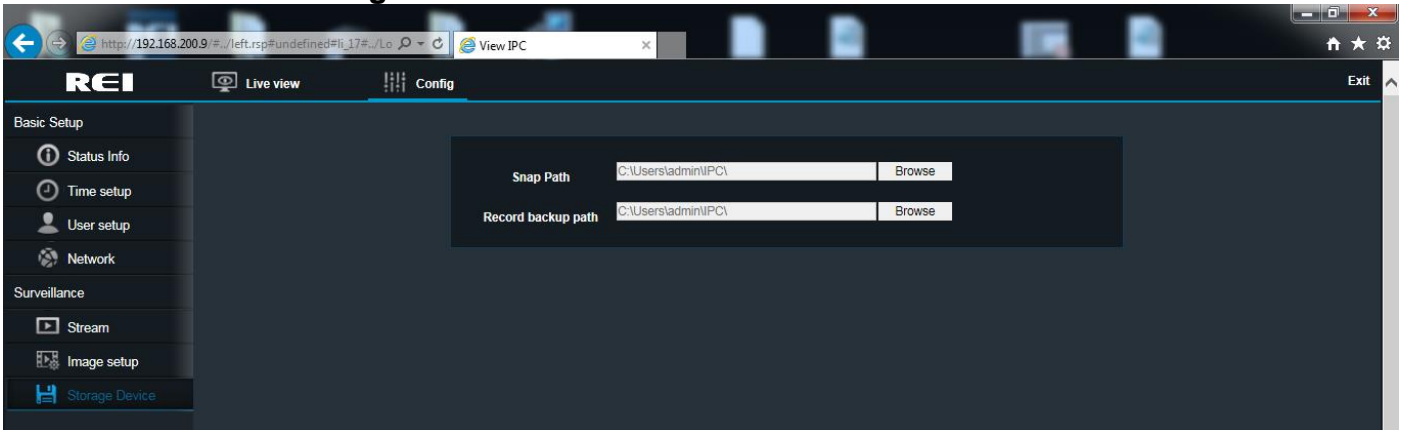 http://192.168.200.9/#../left.rsp#undefined#li_17#../Lo
View IPC
REI
Live view
Config
Exit
Basic Setup
Status Info
Time setup
User setup
Network
Surveillance
Stream
Image setup
Storage Device
Snap Path C:\Users\admin\IPC\ Browse
Record backup path C:\Users\admin\IPC\ Browse